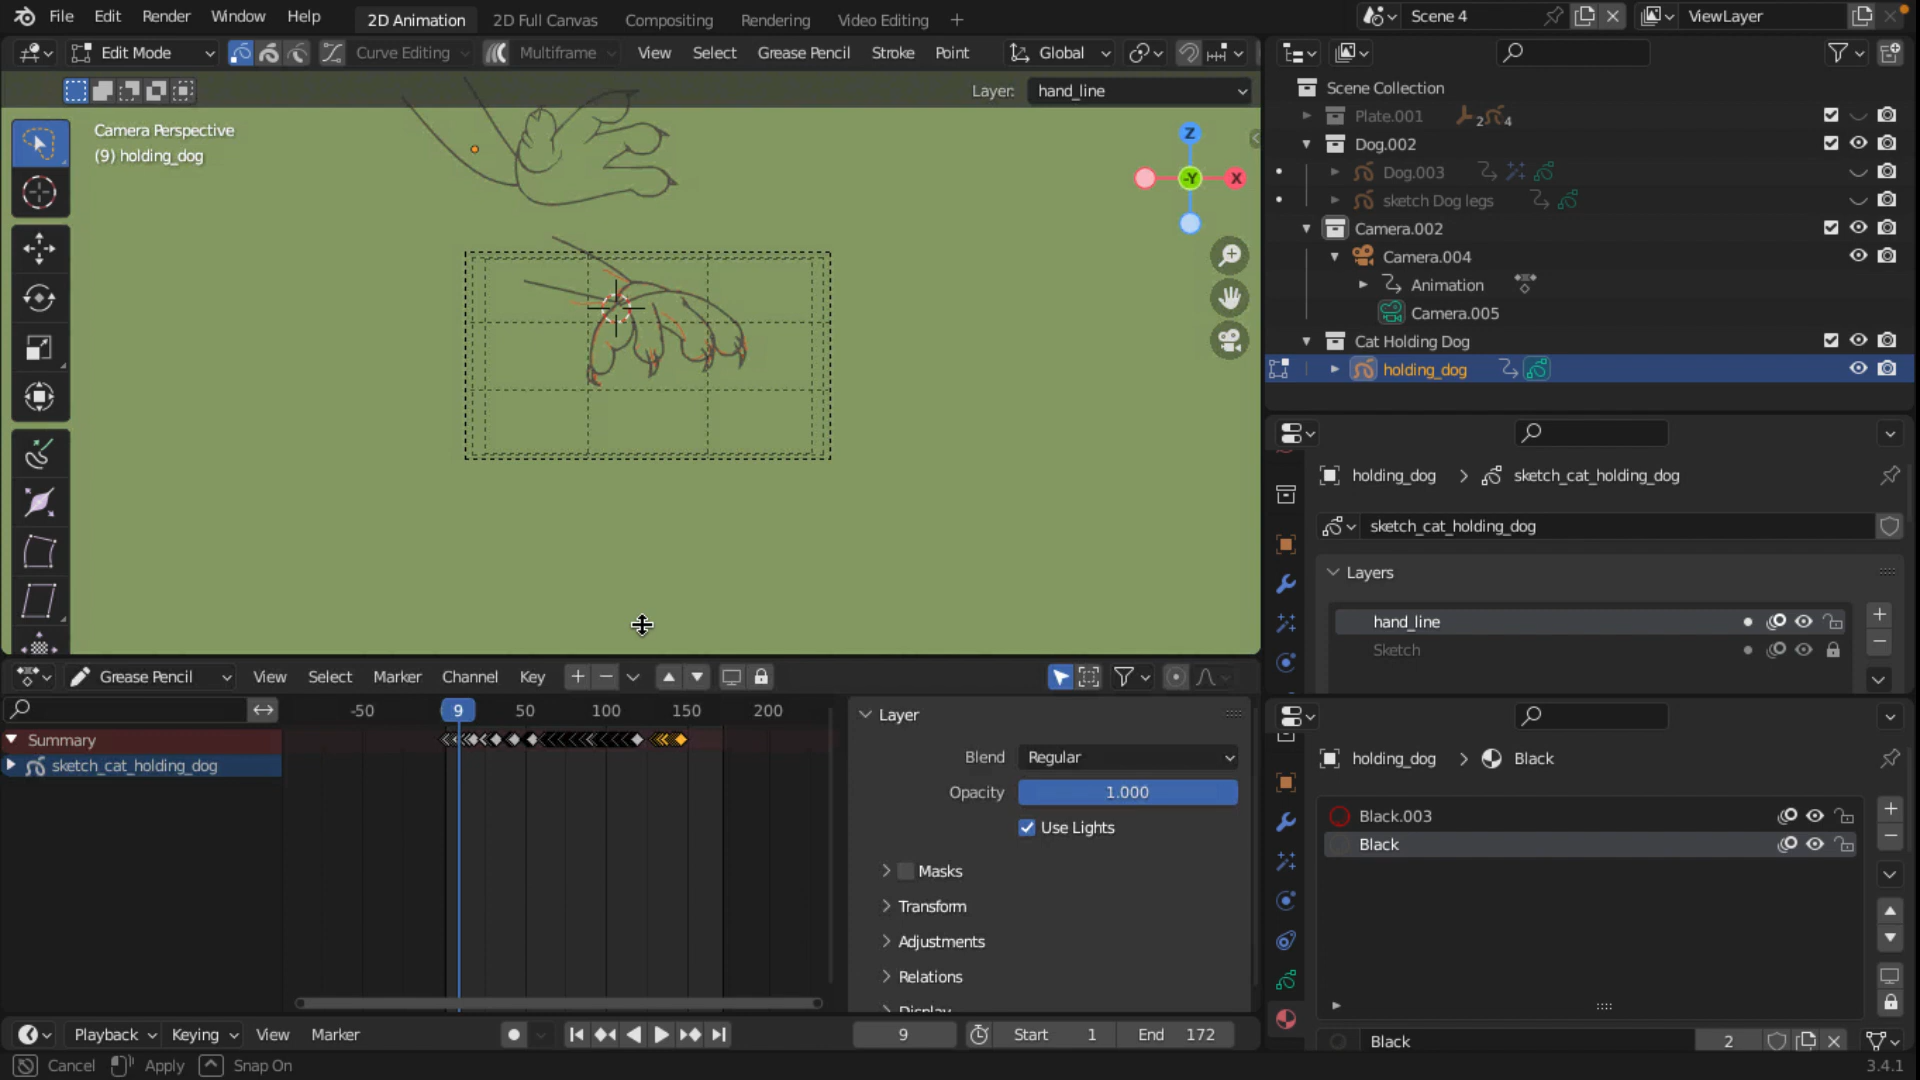 File Edit Render Window Help 2D Animation 2D Full Canvas Compositing Rendering Video Editing Scene 4 ViewLayer
Edit Mode Curve Editing Multiframe View Select Grease Pencil Stroke Point Global
Layer: hand_line
Camera Perspective
(9) holding_dog
Z
-Y
X
Scene Collection
Plate.001 2 4
Dog.002
Dog.003
sketch Dog legs
Camera.002
Camera.004
Animation
Camera.005
Cat Holding Dog
holding_dog
holding_dog sketch_cat_holding_dog
sketch_cat_holding_dog
Layers
hand_line
Sketch
Grease Pencil View Select Marker Channel Key
-50 9 50 100 150 200
Summary
sketch_cat_holding_dog
Layer
Blend Regular
Opacity 1.000
Use Lights
Masks
Transform
Adjustments
Relations
Display
holding_dog Black
Black.003
Black
Black 2
Playback Keying View Marker 9 Start 1 End 172
Cancel Apply Snap On 3.4.1